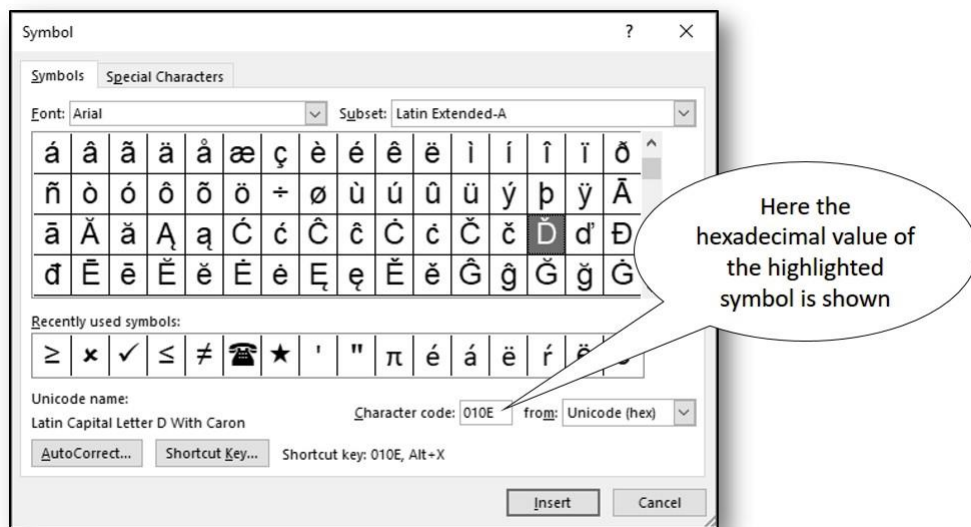 Symbol ? ×
Symbols Special Characters
Font: Arial Subset: Latin Extended-A
á â ã ä å æ ç è é ê ë ì í î ï ð
ñ ò ó ô õ ö ÷ ø ù ú û ü ý þ ÿ Ā
ā Ă ă Ą ą Ć ć Ĉ ĉ Ċ ċ Č č Ď ď Đ
đ Ē ē Ĕ ĕ Ė ė Ę ę Ě ě Ĝ ĝ Ğ ğ Ġ
Here the
hexadecimal value of
the highlighted
symbol is shown
Recently used symbols:
≥ × ✓ ≤ ≠ ☎ ★ ' " π é á ë ŕ
Unicode name:
Latin Capital Letter D With Caron
Character code: 010E from: Unicode (hex)
AutoCorrect... Shortcut Key... Shortcut key: 010E, Alt+X
Insert Cancel